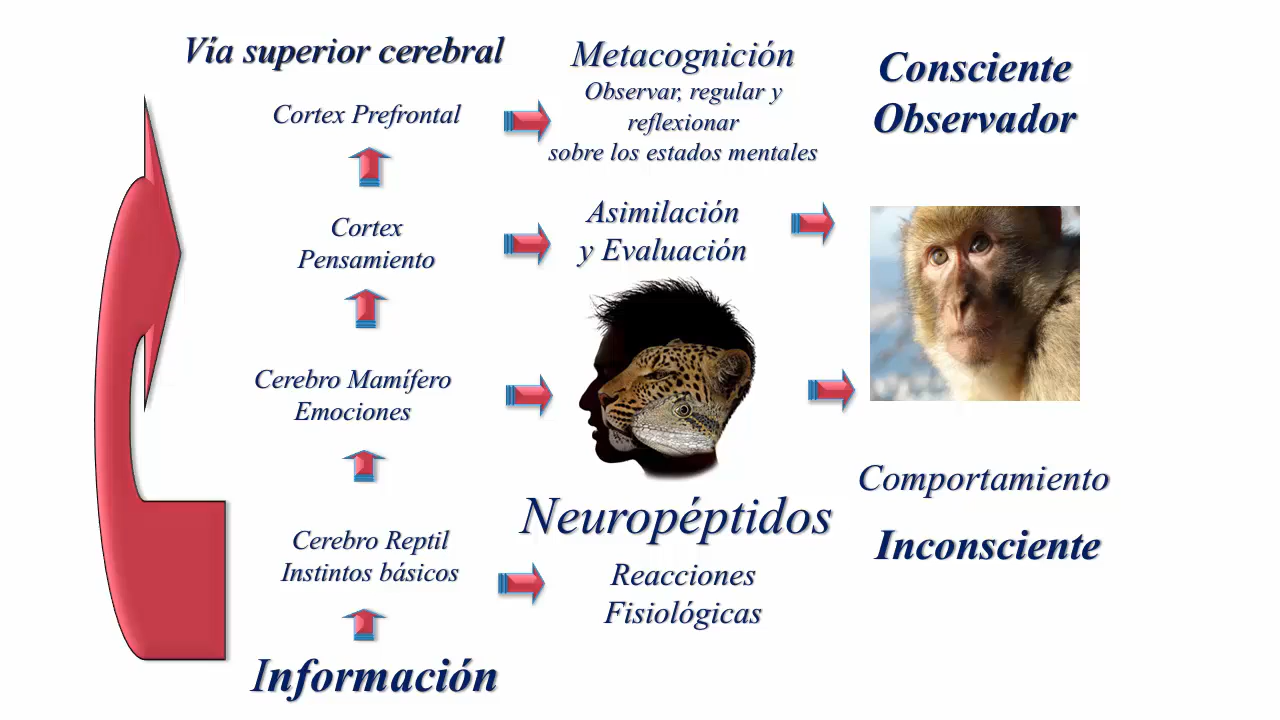 Vía superior cerebral
Cortex Prefrontal
Cortex
Pensamiento
Cerebro Mamífero
Emociones
Cerebro Reptil
Instintos básicos
Información
Metacognición
Observar, regular y
reflexionar
sobre los estados mentales
Asimilación
y Evaluación
Neuropéptidos
Reacciones
Fisiológicas
Consciente
Observador
Comportamiento
Inconsciente